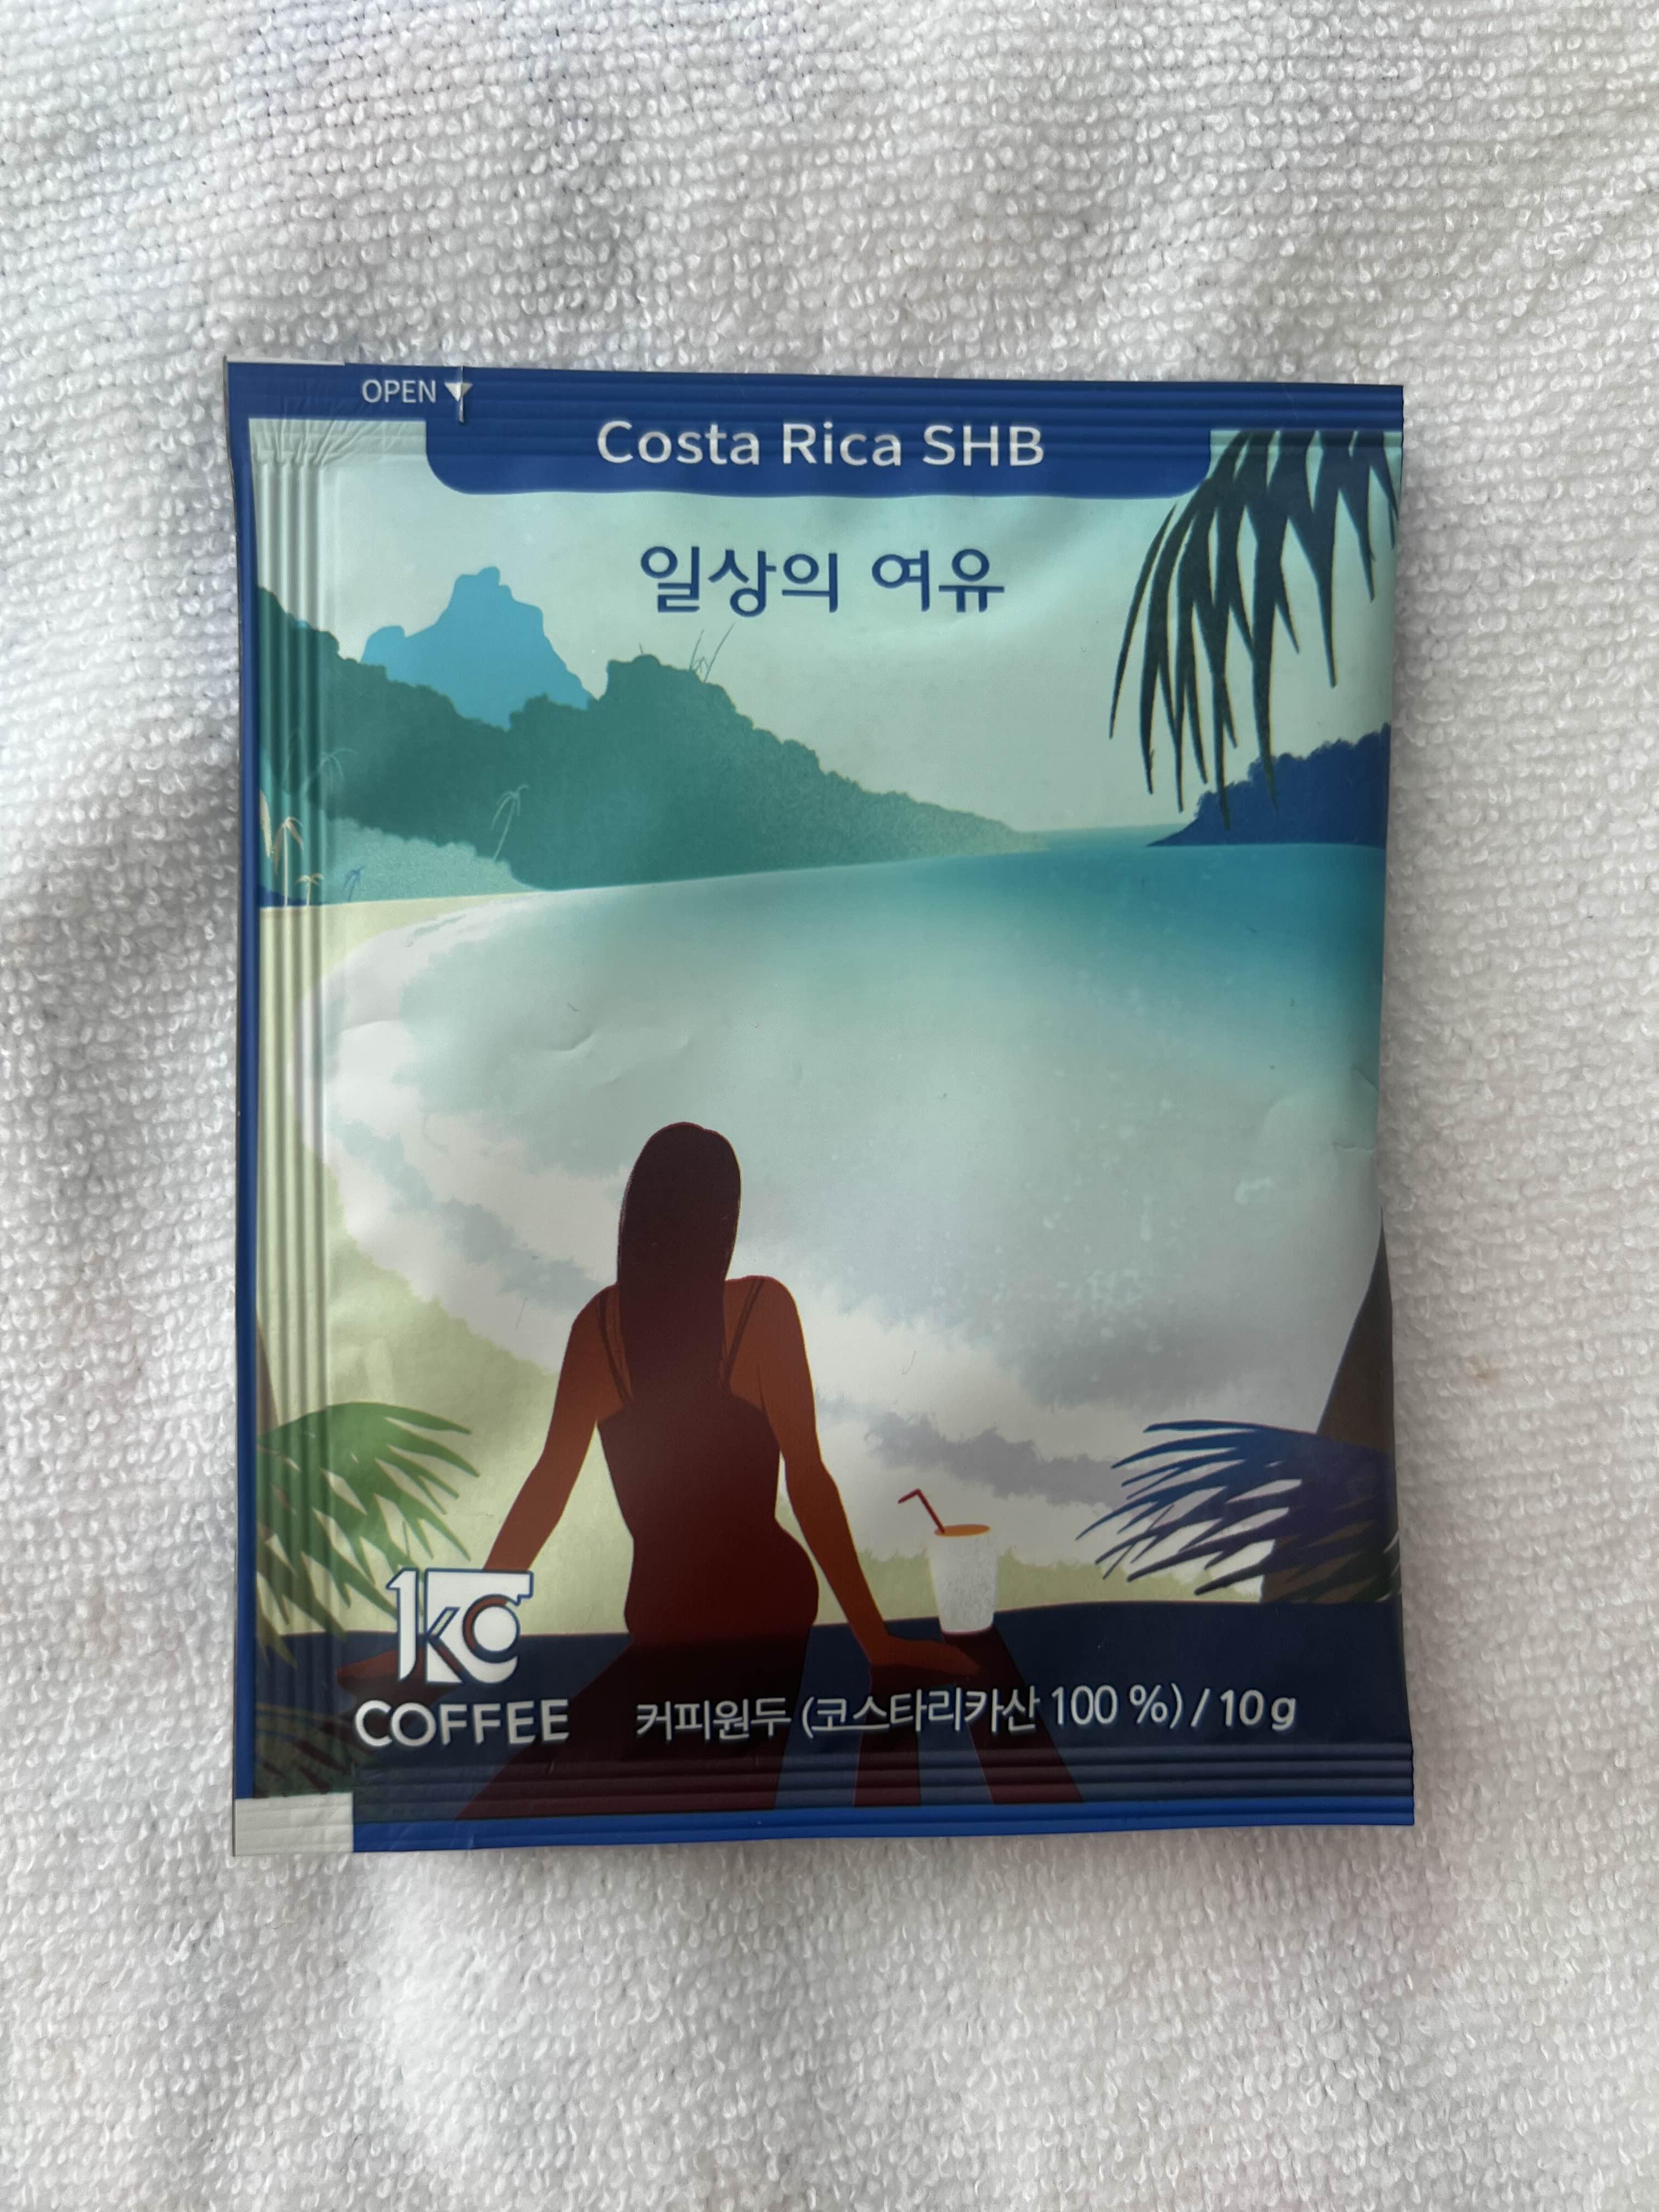 OPEN
Costa Rica SHB
일상의 여유
COFFEE
커피원두 (코스타리카산 100 %) / 10 g